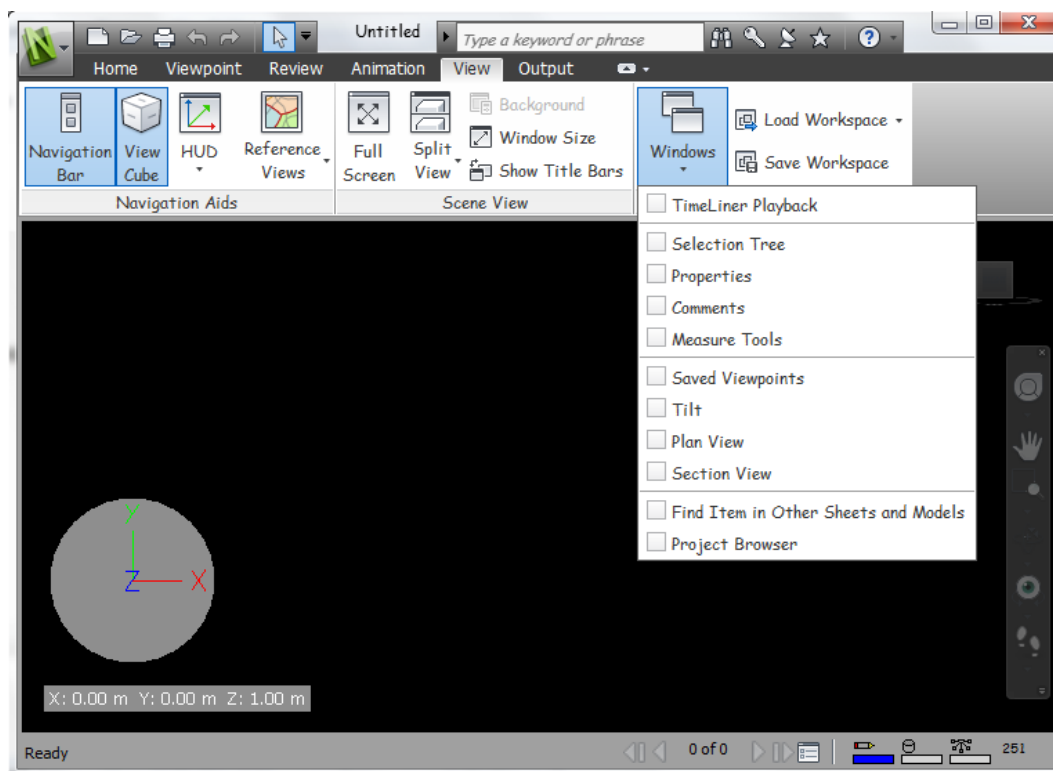 Untitled
Type a keyword or phrase
?
Home Viewpoint Review Animation View Output
Navigation Bar
View Cube
HUD
Reference Views
Full Screen
Split View
Background
Window Size
Show Title Bars
Windows
Load Workspace
Save Workspace
Navigation Aids
Scene View
TimeLiner Playback
Selection Tree
Properties
Comments
Measure Tools
Saved Viewpoints
Tilt
Plan View
Section View
Find Item in Other Sheets and Models
Project Browser
Y
Z X
X: 0.00 m Y: 0.00 m Z: 1.00 m
Ready
0 of 0
251